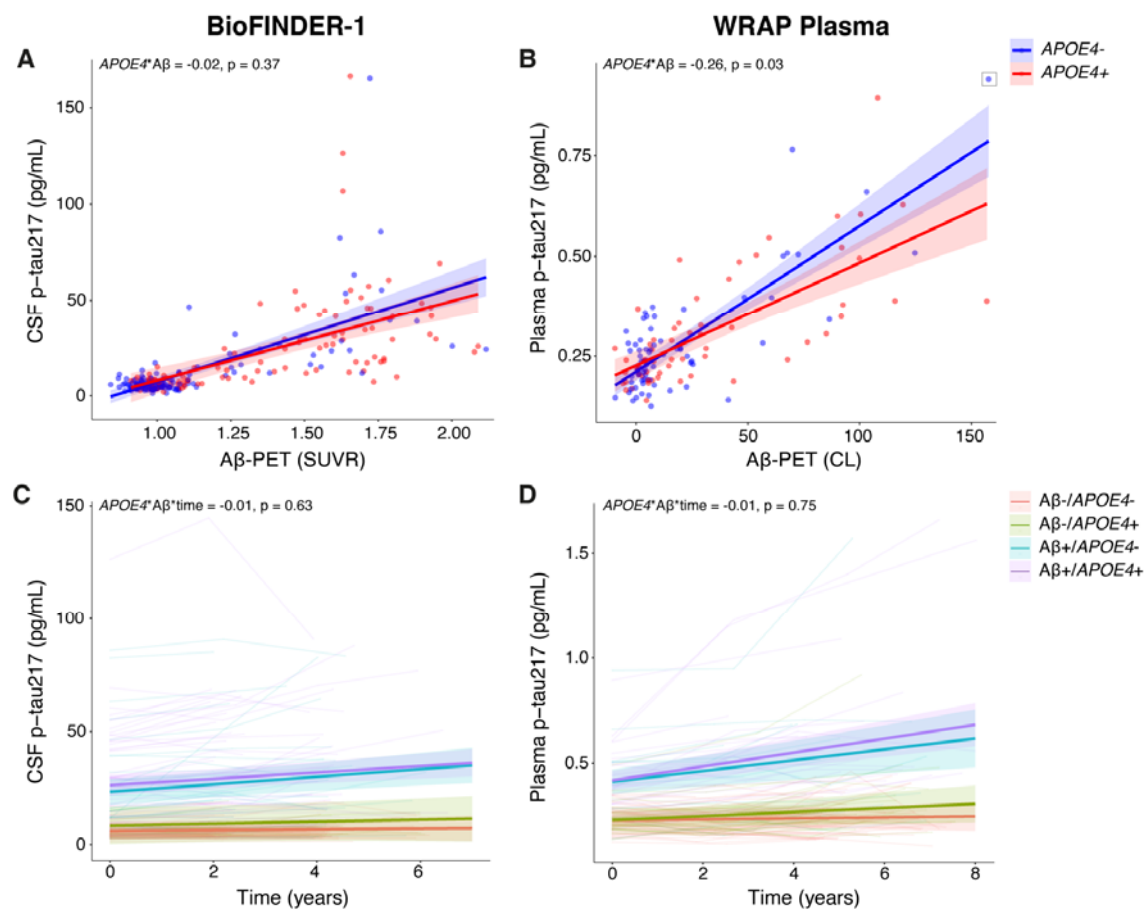 BioFINDER-1
WRAP Plasma
A
APOE4*Aβ = -0.02, p = 0.37
150
100
50
0
CSF p-tau217 (pg/mL)
1.00 1.25 1.50 1.75 2.00
Aβ-PET (SUVR)
B
APOE4*Aβ = -0.26, p = 0.03
0.75
0.50
0.25
Plasma p-tau217 (pg/mL)
0 50 100 150
Aβ-PET (CL)
APOE4-
APOE4+
C
APOE4*Aβ*time = -0.01, p = 0.63
150
100
50
0
CSF p-tau217 (pg/mL)
0 2 4 6
Time (years)
D
APOE4*Aβ*time = -0.01, p = 0.75
1.5
1.0
0.5
Plasma p-tau217 (pg/mL)
0 2 4 6 8
Time (years)
Aβ-/APOE4-
Aβ-/APOE4+
Aβ+/APOE4-
Aβ+/APOE4+